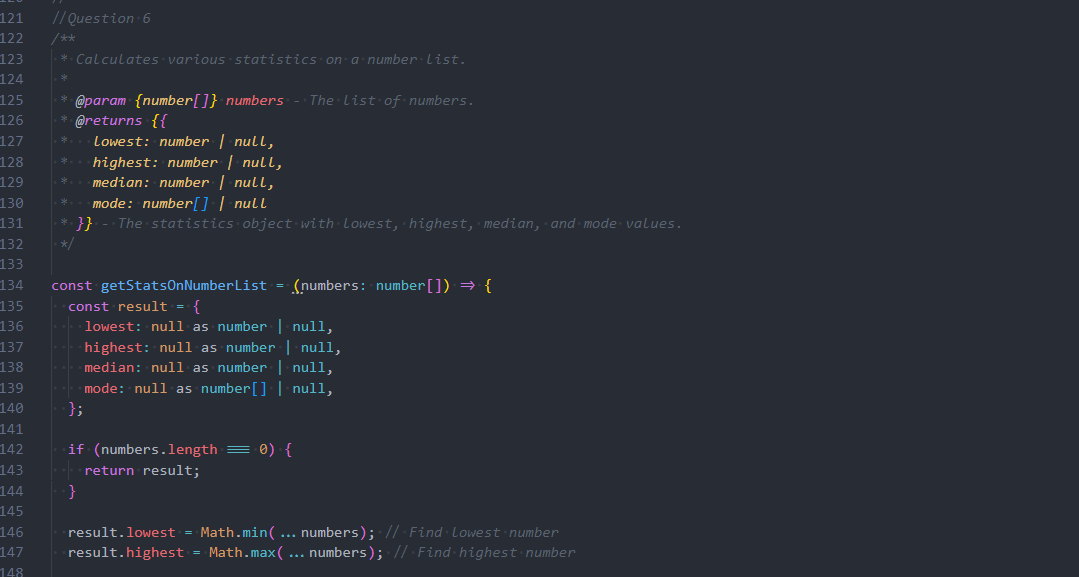 120 //
121 //Question 6
122 /**
123 * Calculates various statistics on a number list.
124 *
125 * @param {number[]} numbers - The list of numbers.
126 * @returns {{
127 * lowest: number | null,
128 * highest: number | null,
129 * median: number | null,
130 * mode: number[] | null
131 * }} - The statistics object with lowest, highest, median, and mode values.
132 */
133
134 const getStatsOnNumberList = (numbers: number[]) => {
135 const result = {
136 lowest: null as number | null,
137 highest: null as number | null,
138 median: null as number | null,
139 mode: null as number[] | null,
140 };
141
142 if (numbers.length === 0) {
143 return result;
144 }
145
146 result.lowest = Math.min(...numbers); // Find lowest number
147 result.highest = Math.max(...numbers); // Find highest number
148